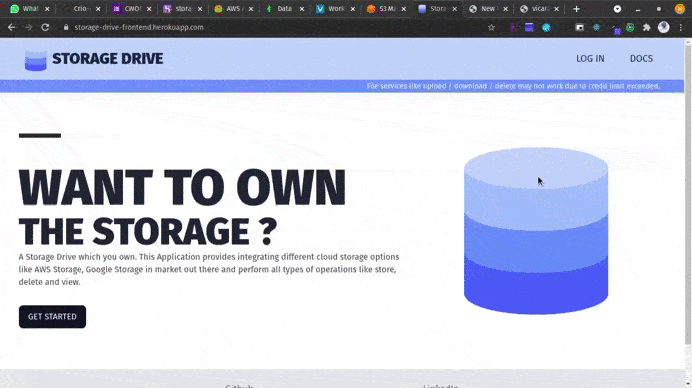 What
Crio
CWO
stora
AWS
Data
Work
S3 Ma
Stora
New
vicar
storage-drive-frontend.herokuapp.com
STORAGE DRIVE
LOG IN
DOCS
File services like upload / download / delete may not work due to credit limit exceeded.
WANT TO OWN
THE STORAGE ?
A Storage Drive which you own. This Application provides integrating different cloud storage options
like AWS Storage, Google Storage in market out there and perform all types of operations like store,
delete and view.
GET STARTED
Github
LinkedIn